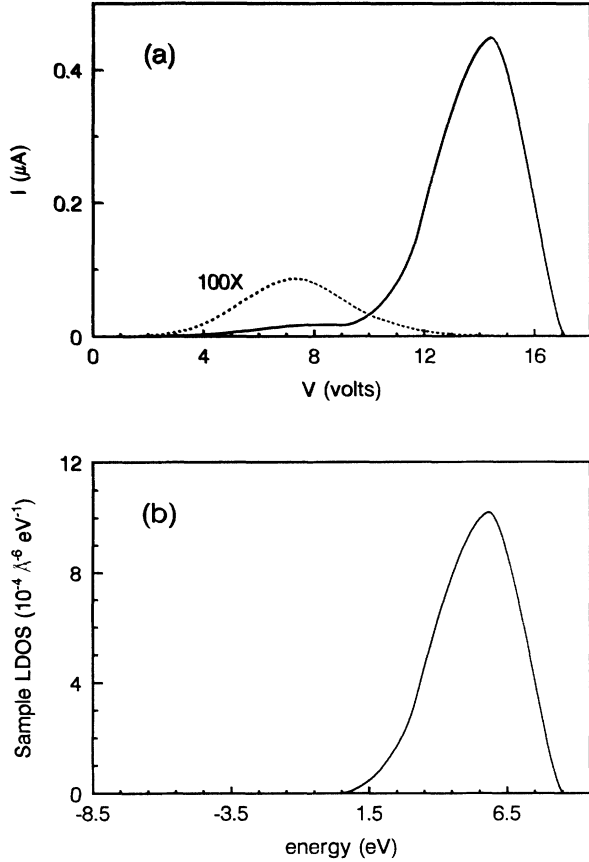 (a)
0.4
0.2
0
I (μA)
100X
0 4 8 12 16
V (volts)
(b)
12
8
4
0
Sample LDOS (10⁻⁴ Å⁻⁶ eV⁻¹)
-8.5 -3.5 1.5 6.5
energy (eV)